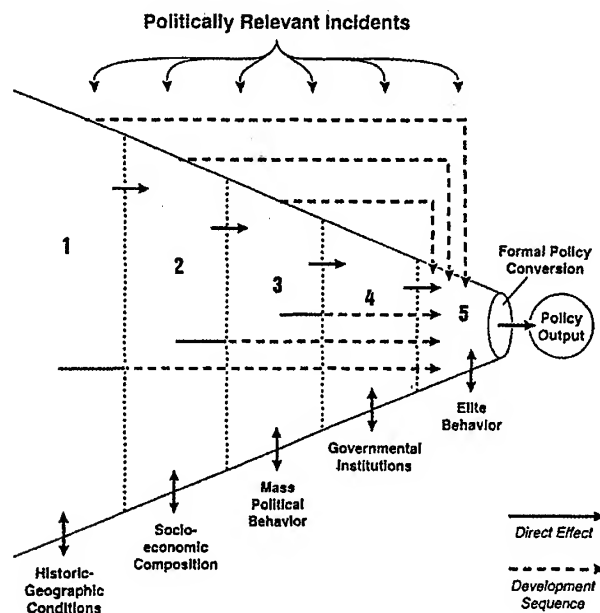 Politically Relevant Incidents
1
2
3
4
5
Formal Policy
Conversion
Policy
Output
Elite
Behavior
Governmental
Institutions
Mass
Political
Behavior
Socio-
economic
Composition
Historic-
Geographic
Conditions
Direct Effect
Development
Sequence